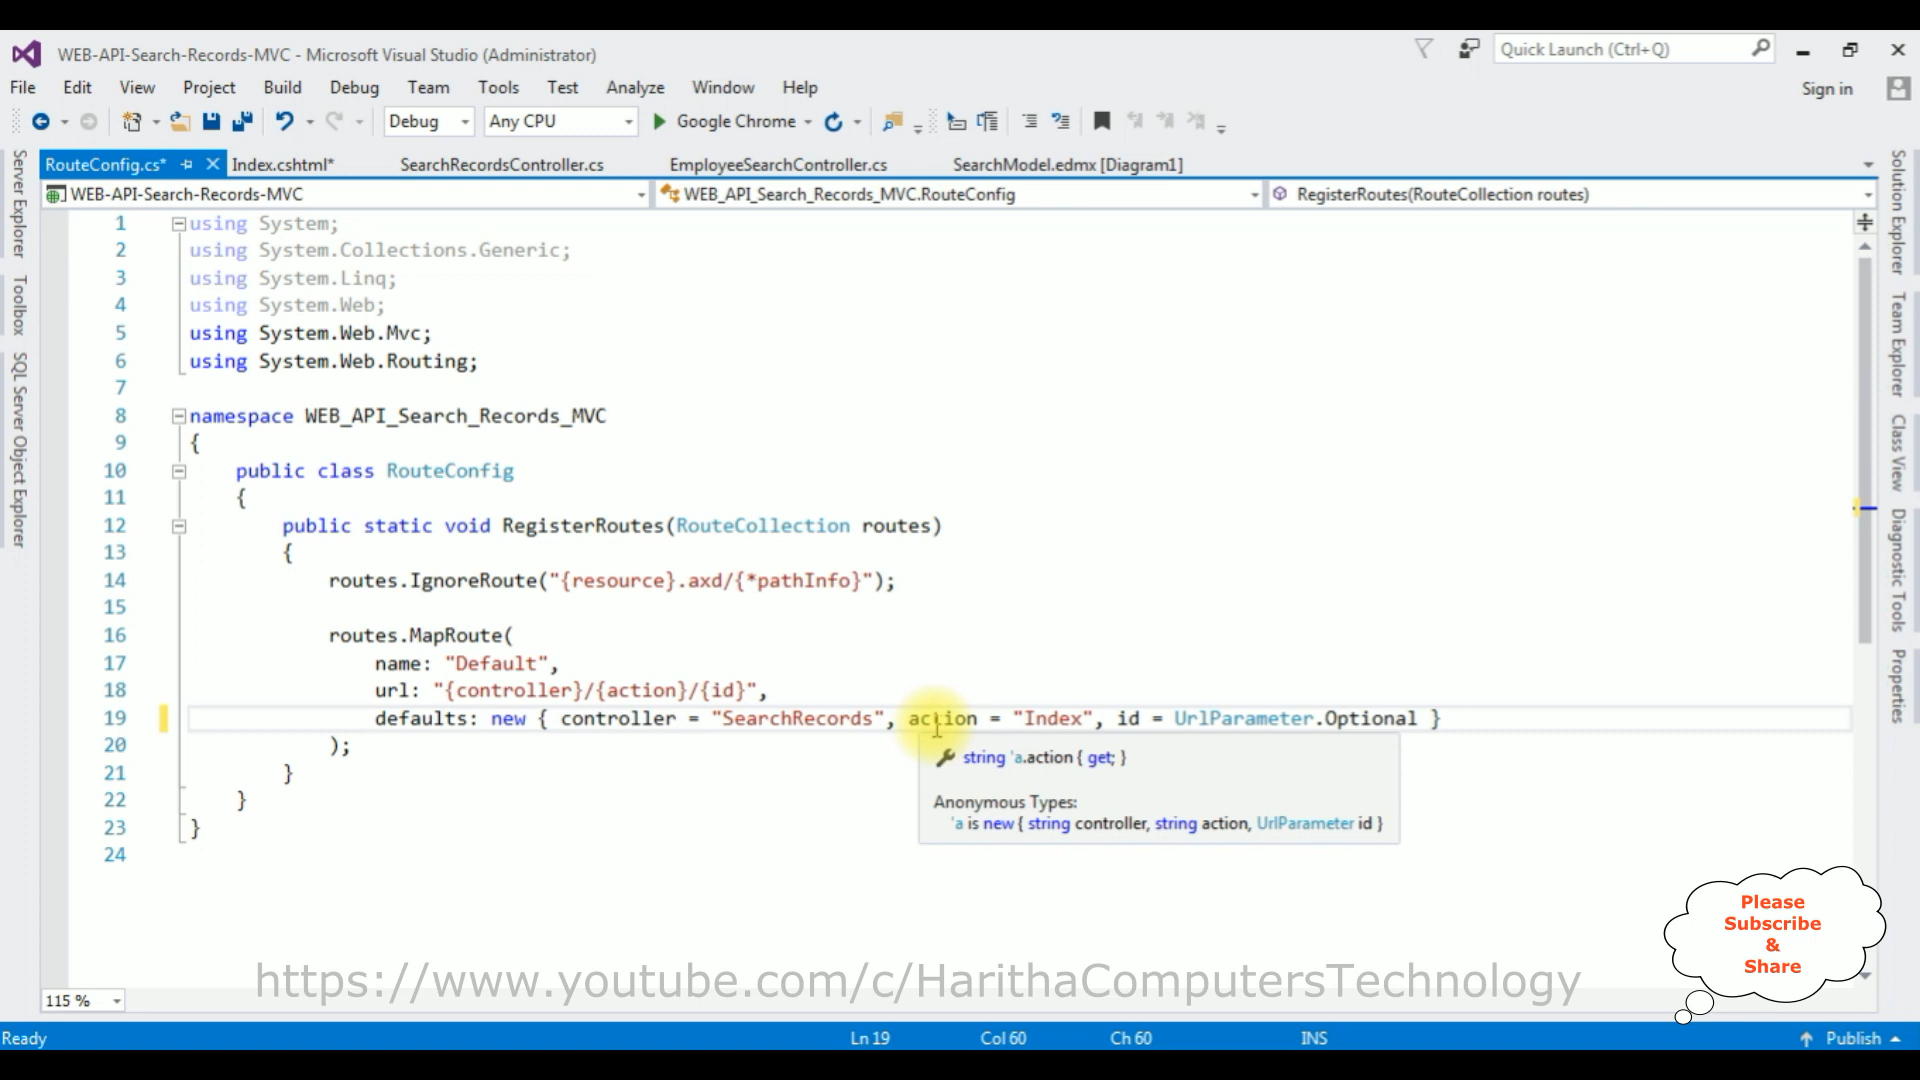 WEB-API-Search-Records-MVC - Microsoft Visual Studio (Administrator)
Quick Launch (Ctrl+Q)
File Edit View Project Build Debug Team Tools Test Analyze Window Help
Sign in
Debug Any CPU Google Chrome
RouteConfig.cs* Index.cshtml* SearchRecordsController.cs EmployeeSearchController.cs SearchModel.edmx [Diagram1]
WEB-API-Search-Records-MVC WEB_API_Search_Records_MVC.RouteConfig RegisterRoutes(RouteCollection routes)
Server Explorer
Toolbox
SQL Server Object Explorer
1 using System;
2 using System.Collections.Generic;
3 using System.Linq;
4 using System.Web;
5 using System.Web.Mvc;
6 using System.Web.Routing;
7
8 namespace WEB_API_Search_Records_MVC
9 {
10 public class RouteConfig
11 {
12 public static void RegisterRoutes(RouteCollection routes)
13 {
14 routes.IgnoreRoute("{resource}.axd/{*pathInfo}");
15
16 routes.MapRoute(
17 name: "Default",
18 url: "{controller}/{action}/{id}",
19 defaults: new { controller = "SearchRecords", action = "Index", id = UrlParameter.Optional }
20 );
21 }
22 }
23 }
24
string 'a.action { get; }
Anonymous Types:
'a is new { string controller, string action, UrlParameter id }
Solution Explorer
Team Explorer
Class View
Diagnostic Tools
Properties
Please
Subscribe
&
Share
https://www.youtube.com/c/HarithaComputersTechnology
115 %
Ready Ln 19 Col 60 Ch 60 INS Publish